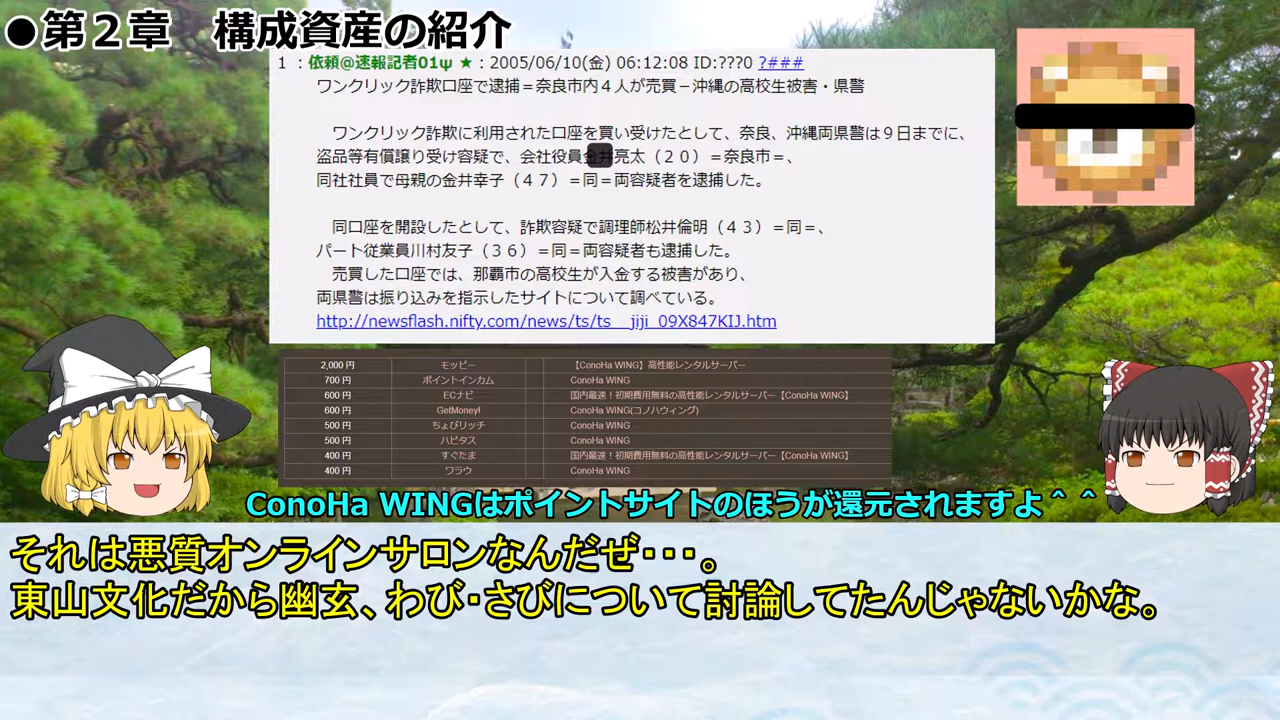 ●第２章　構成資産の紹介
1 ：依頼@速報記者01ψ ★：2005/06/10(金) 06:12:08 ID:???0 ?###
ワンクリック詐欺口座で逮捕＝奈良市内４人が売買－沖縄の高校生被害・県警
ワンクリック詐欺に利用された口座を買い受けたとして、奈良、沖縄両県警は９日までに、
盗品等有償譲り受け容疑で、会社役員金井亮太（２０）＝奈良市＝、
同社社員で母親の金井幸子（４７）＝同＝両容疑者を逮捕した。
同口座を開設したとして、詐欺容疑で調理師松井倫明（４３）＝同＝、
パート従業員川村友子（３６）＝同＝両容疑者も逮捕した。
売買した口座では、那覇市の高校生が入金する被害があり、
両県警は振り込みを指示したサイトについて調べている。
http://newsflash.nifty.com/news/ts/ts__jiji_09X847KIJ.htm
2,000 円 モッピー 【ConoHa WING】高性能レンタルサーバー
700 円 ポイントインカム ConoHa WING
600 円 ECナビ 国内最速！初期費用無料の高性能レンタルサーバー【ConoHa WING】
600 円 GetMoney! ConoHa WING(コノハウィング)
500 円 ちょびリッチ ConoHa WING
500 円 ハピタス ConoHa WING
400 円 すぐたま 国内最速！初期費用無料の高性能レンタルサーバー【ConoHa WING】
400 円 ワラウ ConoHa WING
ConoHa WINGはポイントサイトのほうが還元されますよ＾＾
それは悪質オンラインサロンなんだぜ・・・。
東山文化だから幽玄、わび・さびについて討論してたんじゃないかな。